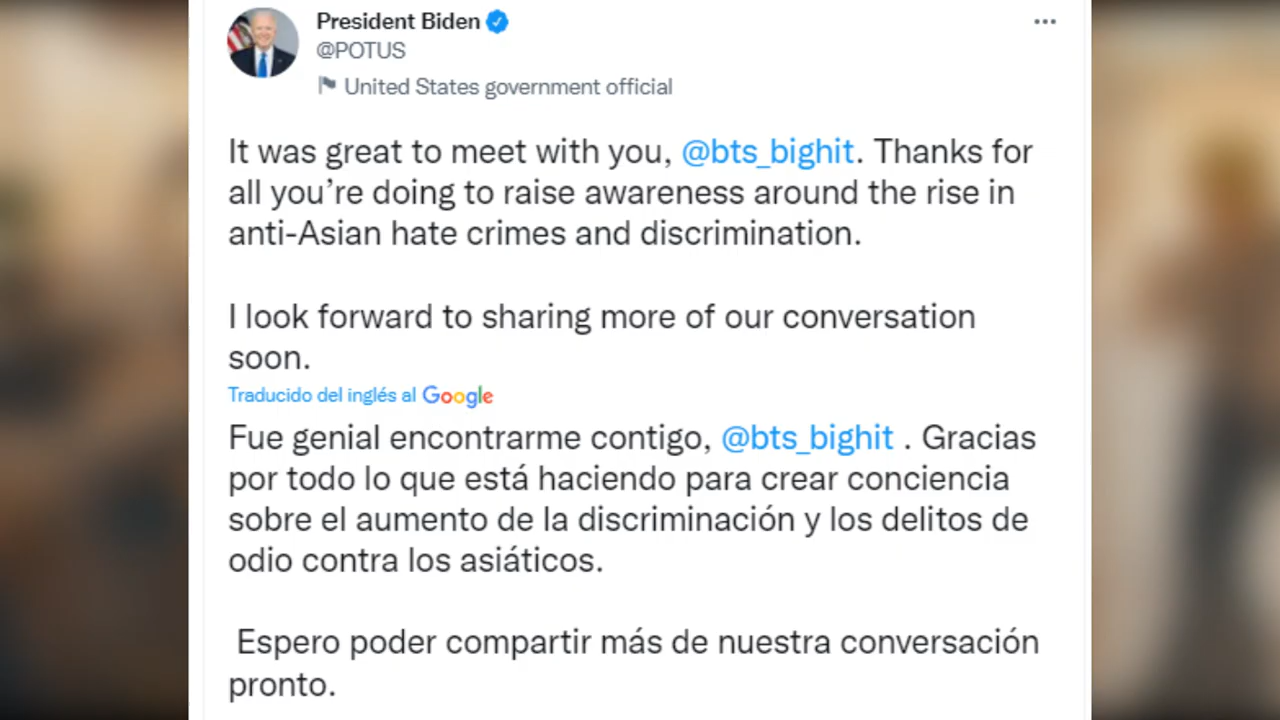 President Biden
@POTUS
United States government official
It was great to meet with you, @bts_bighit. Thanks for
all you’re doing to raise awareness around the rise in
anti-Asian hate crimes and discrimination.
I look forward to sharing more of our conversation
soon.
Traducido del inglés al Google
Fue genial encontrarme contigo, @bts_bighit . Gracias
por todo lo que está haciendo para crear conciencia
sobre el aumento de la discriminación y los delitos de
odio contra los asiáticos.
Espero poder compartir más de nuestra conversación
pronto.